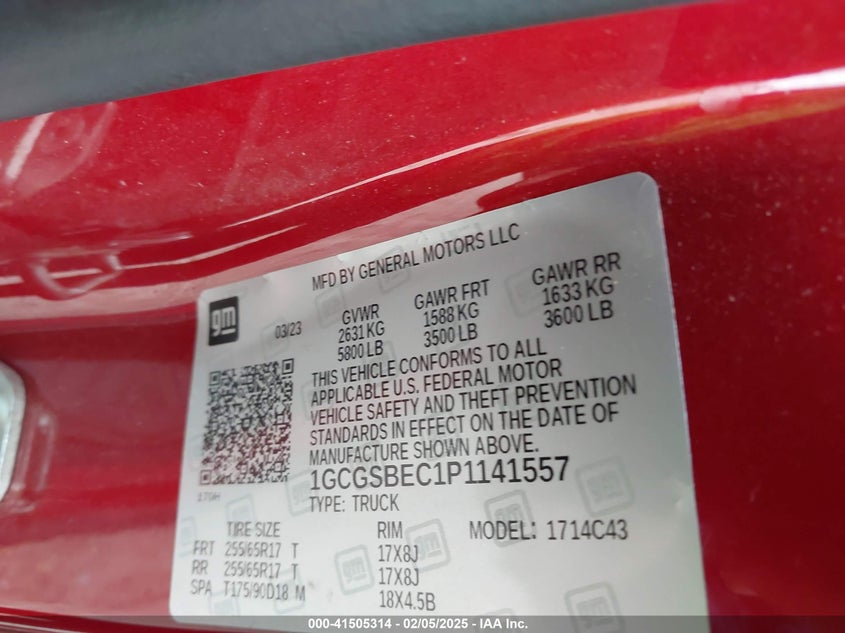 MFD BY GENERAL MOTORS LLC
gm
03/23
GVWR GAWR FRT GAWR RR
2631 KG 1588 KG 1633 KG
5800 LB 3500 LB 3600 LB
THIS VEHICLE CONFORMS TO ALL
APPLICABLE U.S. FEDERAL MOTOR
VEHICLE SAFETY AND THEFT PREVENTION
STANDARDS IN EFFECT ON THE DATE OF
MANUFACTURE SHOWN ABOVE.
170H
1GCGSBEC1P1141557
TYPE: TRUCK
TIRE SIZE RIM MODEL: 1714C43
FRT 255/65R17 T 17X8J
RR 255/65R17 T 17X8J
SPA T175/90D18 M 18X4.5B
000-41505314 - 02/05/2025 - IAA Inc.